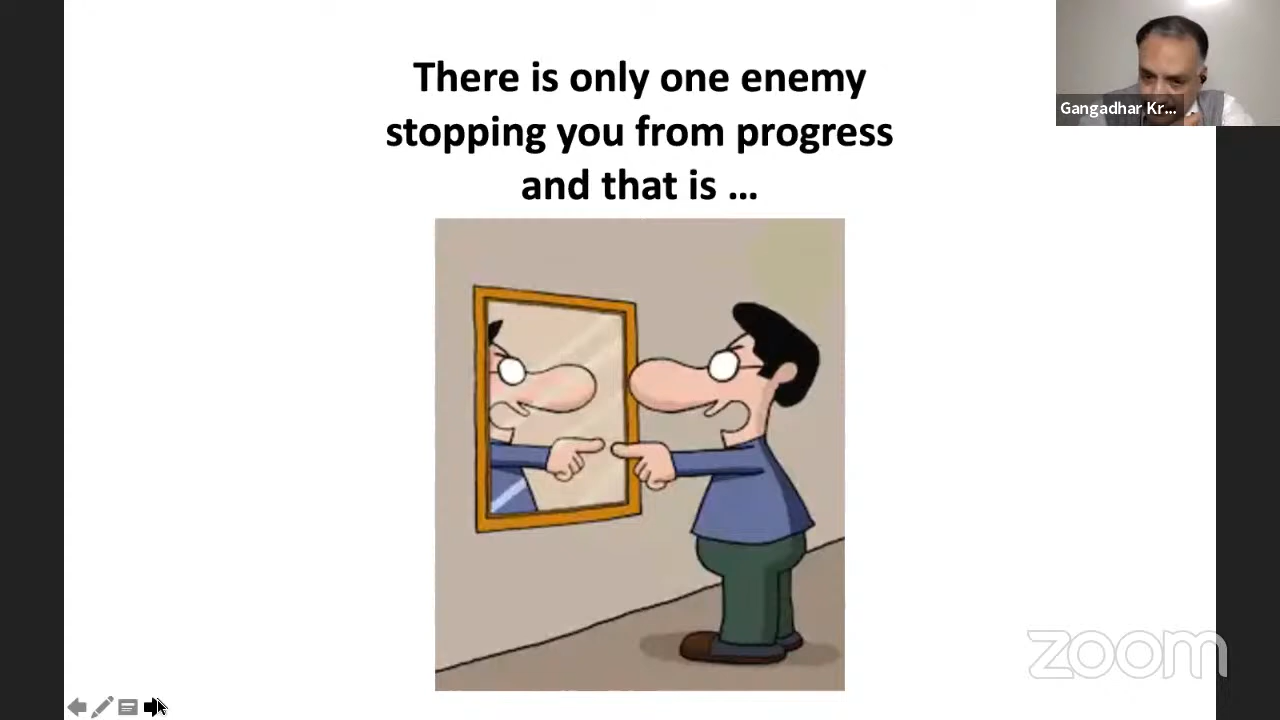 There is only one enemy
stopping you from progress
and that is ...
Gangadhar Kr...
zoom